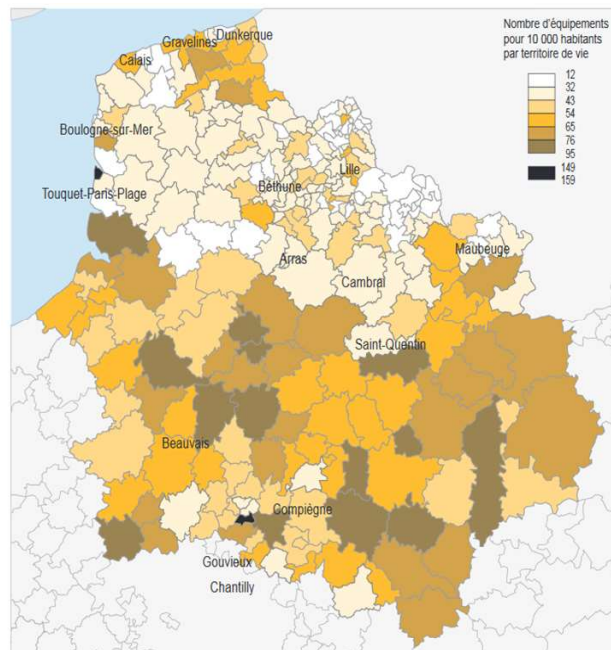 Nombre d'équipements
pour 10 000 habitants
par territoire de vie
12
32
43
54
65
76
95
149
159
Dunkerque
Gravelines
Calais
Boulogne-sur-Mer
Lille
Béthune
Touquet-Paris-Plage
Maubeuge
Arras
Cambral
Saint-Quentin
Beauvais
Compiègne
Gouvieux
Chantilly